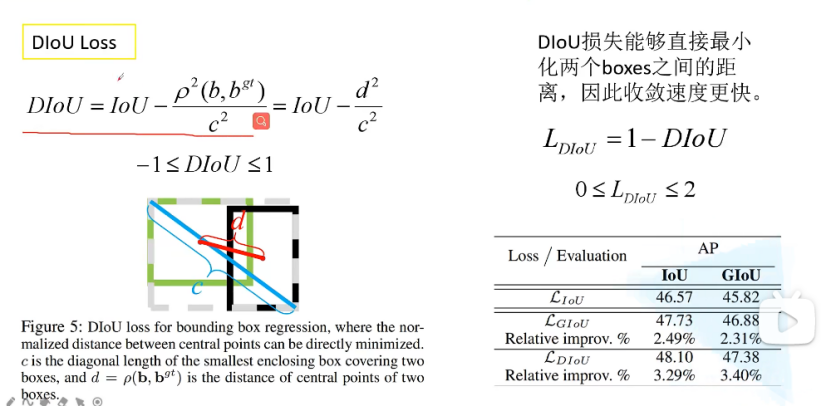 DIoU Loss
DIoU = IoU − ρ²(b, b^gt) / c² = IoU − d² / c²
−1 ≤ DIoU ≤ 1
d
c
Figure 5: DIoU loss for bounding box regression, where the nor-
malized distance between central points can be directly minimized.
c is the diagonal length of the smallest enclosing box covering two
boxes, and d = ρ(b, b^gt) is the distance of central points of two
boxes.
DIoU损失能够直接最小
化两个boxes之间的距
离，因此收敛速度更快。
L_DIoU = 1 − DIoU
0 ≤ L_DIoU ≤ 2
Loss / Evaluation AP
IoU GIoU
L_IoU 46.57 45.82
L_GIoU 47.73 46.88
Relative improv. % 2.49% 2.31%
L_DIoU 48.10 47.38
Relative improv. % 3.29% 3.40%